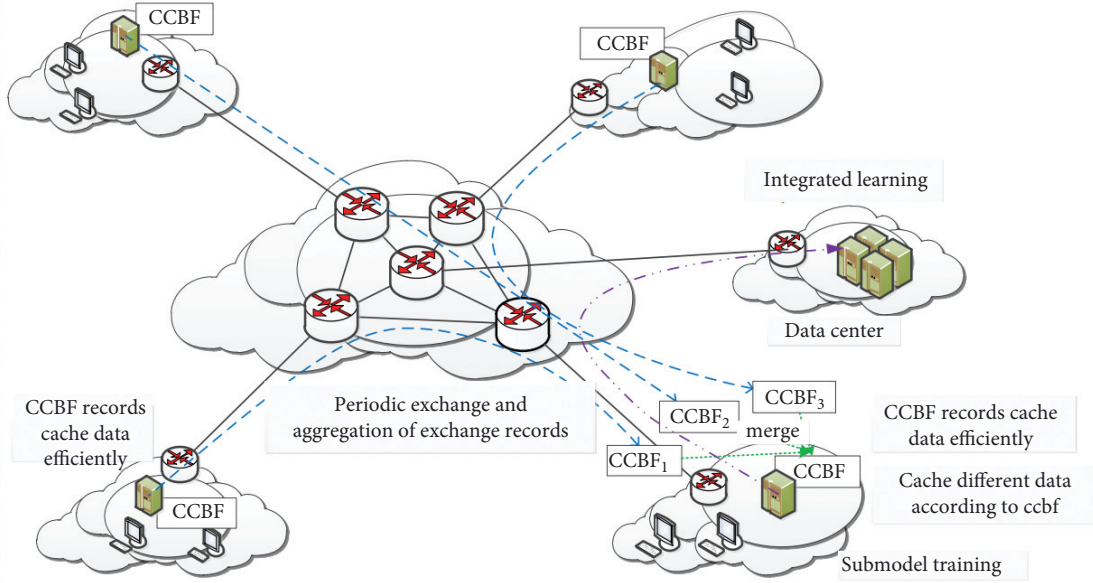 CCBF
CCBF
Integrated learning
Data center
CCBF records
cache data
efficiently
Periodic exchange and
aggregation of exchange records
CCBF₃
CCBF₂
merge
CCBF₁
CCBF
CCBF records cache
data efficiently
Cache different data
according to ccbf
CCBF
Submodel training